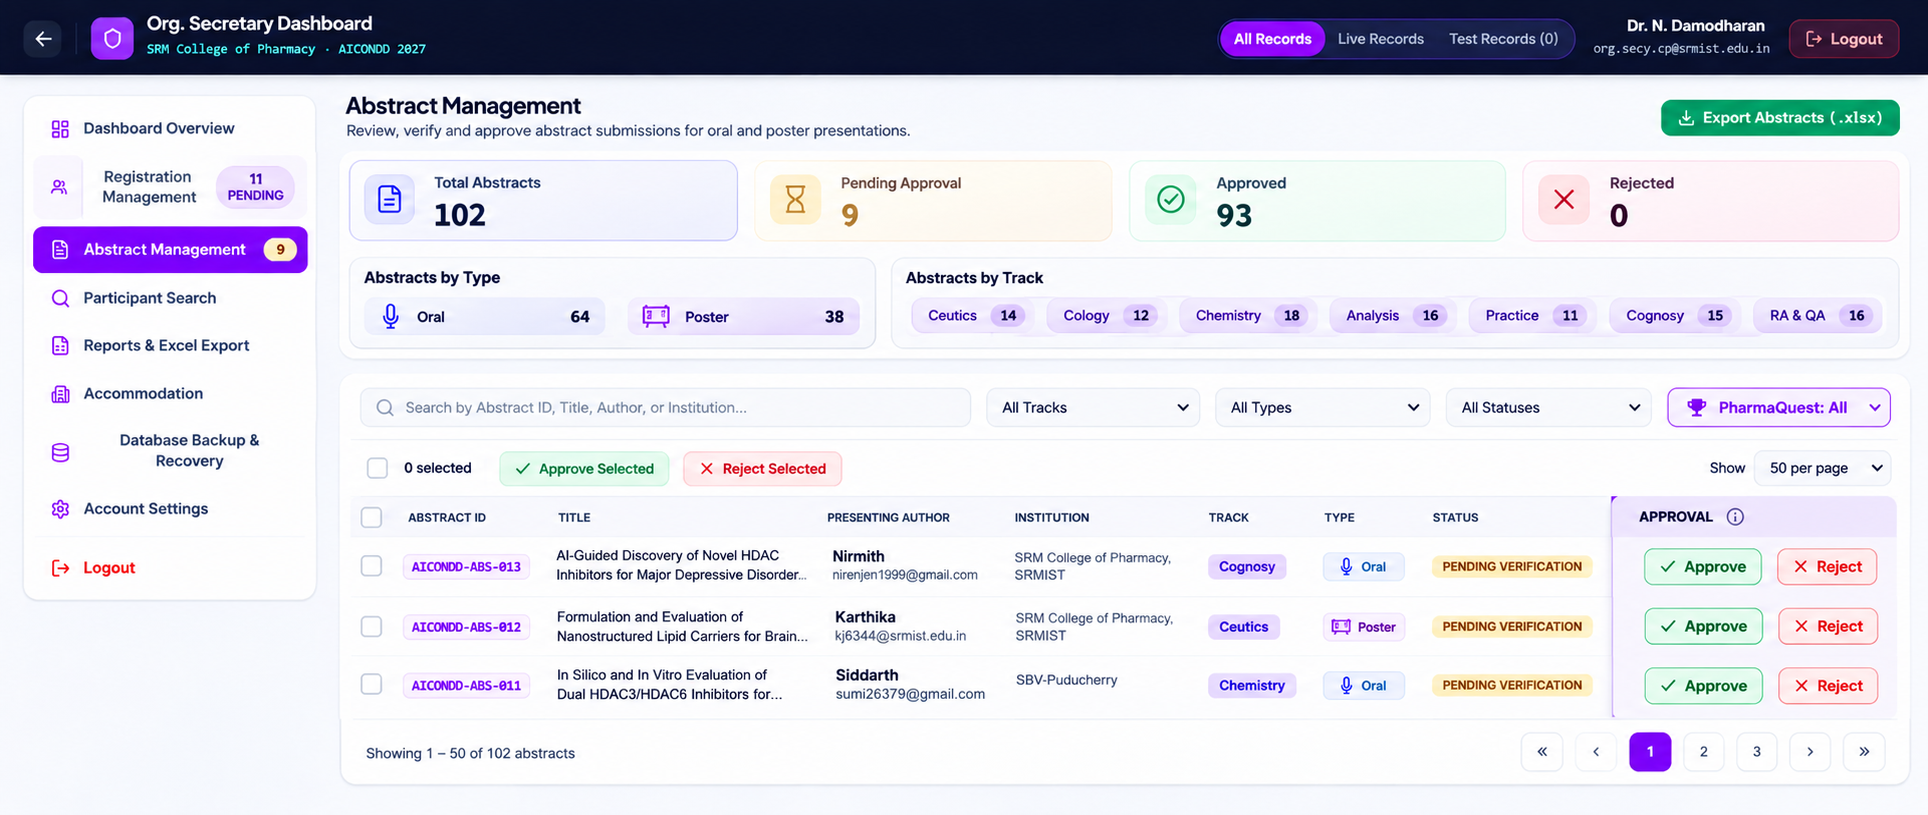 Org. Secretary Dashboard
SRM College of Pharmacy · AICONDD 2027
All Records
Live Records
Test Records (0)
Dr. N. Damodharan
org.secy.cp@srmist.edu.in
Logout
Dashboard Overview
Registration
Management
11
PENDING
Abstract Management
9
Participant Search
Reports & Excel Export
Accommodation
Database Backup &
Recovery
Account Settings
Logout
Abstract Management
Review, verify and approve abstract submissions for oral and poster presentations.
Export Abstracts (.xlsx)
Total Abstracts
102
Pending Approval
9
Approved
93
Rejected
0
Abstracts by Type
Oral 64
Poster 38
Abstracts by Track
Ceutics 14
Cology 12
Chemistry 18
Analysis 16
Practice 11
Cognosy 15
RA & QA 16
Search by Abstract ID, Title, Author, or Institution...
All Tracks
All Types
All Statuses
PharmaQuest: All
0 selected
Approve Selected
Reject Selected
Show
50 per page
ABSTRACT ID TITLE PRESENTING AUTHOR INSTITUTION TRACK TYPE STATUS APPROVAL
AICONDD-ABS-013
AI-Guided Discovery of Novel HDAC
Inhibitors for Major Depressive Disorder...
Nirmith
nirenjen1999@gmail.com
SRM College of Pharmacy,
SRMIST
Cognosy
Oral
PENDING VERIFICATION
Approve
Reject
AICONDD-ABS-012
Formulation and Evaluation of
Nanostructured Lipid Carriers for Brain...
Karthika
kj6344@srmist.edu.in
SRM College of Pharmacy,
SRMIST
Ceutics
Poster
PENDING VERIFICATION
Approve
Reject
AICONDD-ABS-011
In Silico and In Vitro Evaluation of
Dual HDAC3/HDAC6 Inhibitors for...
Siddarth
sumi26379@gmail.com
SBV-Puducherry
Chemistry
Oral
PENDING VERIFICATION
Approve
Reject
Showing 1 – 50 of 102 abstracts
« ‹ 1 2 3 › »